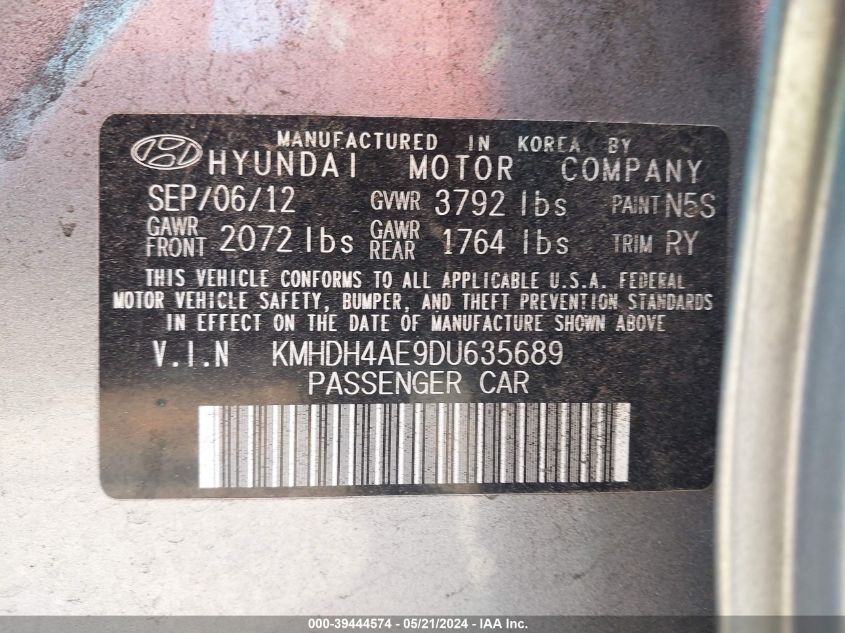 MANUFACTURED IN KOREA BY
HYUNDAI MOTOR COMPANY
SEP/06/12 GVWR 3792 lbs PAINT N5S
GAWR FRONT 2072 lbs GAWR REAR 1764 lbs TRIM RY
THIS VEHICLE CONFORMS TO ALL APPLICABLE U.S.A. FEDERAL
MOTOR VEHICLE SAFETY, BUMPER, AND THEFT PREVENTION STANDARDS
IN EFFECT ON THE DATE OF MANUFACTURE SHOWN ABOVE
V.I.N KMHDH4AE9DU635689
PASSENGER CAR
000-39444574 | 05/21/2024 | IAA, Inc.